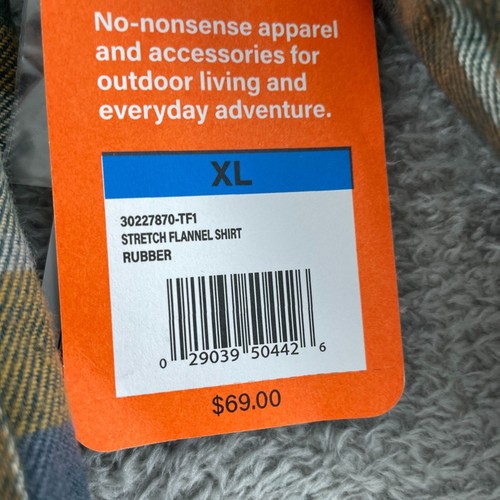 No-nonsense apparel
and accessories for
outdoor living and
everyday adventure.
XL
30227870-TF1
STRETCH FLANNEL SHIRT
RUBBER
0 29039 50442 6
$69.00